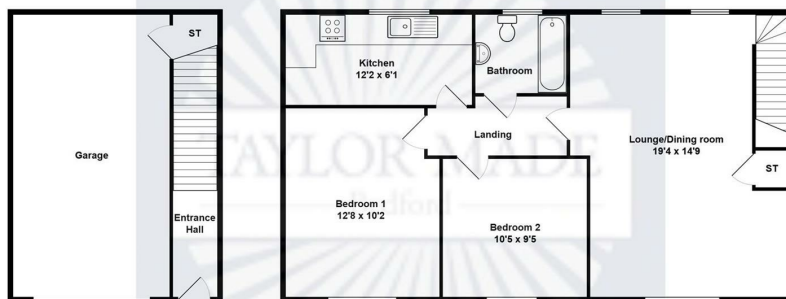 ST
Garage
Entrance
Hall
Kitchen
12'2 x 6'1
Bathroom
Landing
Lounge/Dining room
19'4 x 14'9
ST
Bedroom 1
12'8 x 10'2
Bedroom 2
10'5 x 9'5
TAYLOR MADE
Bedford